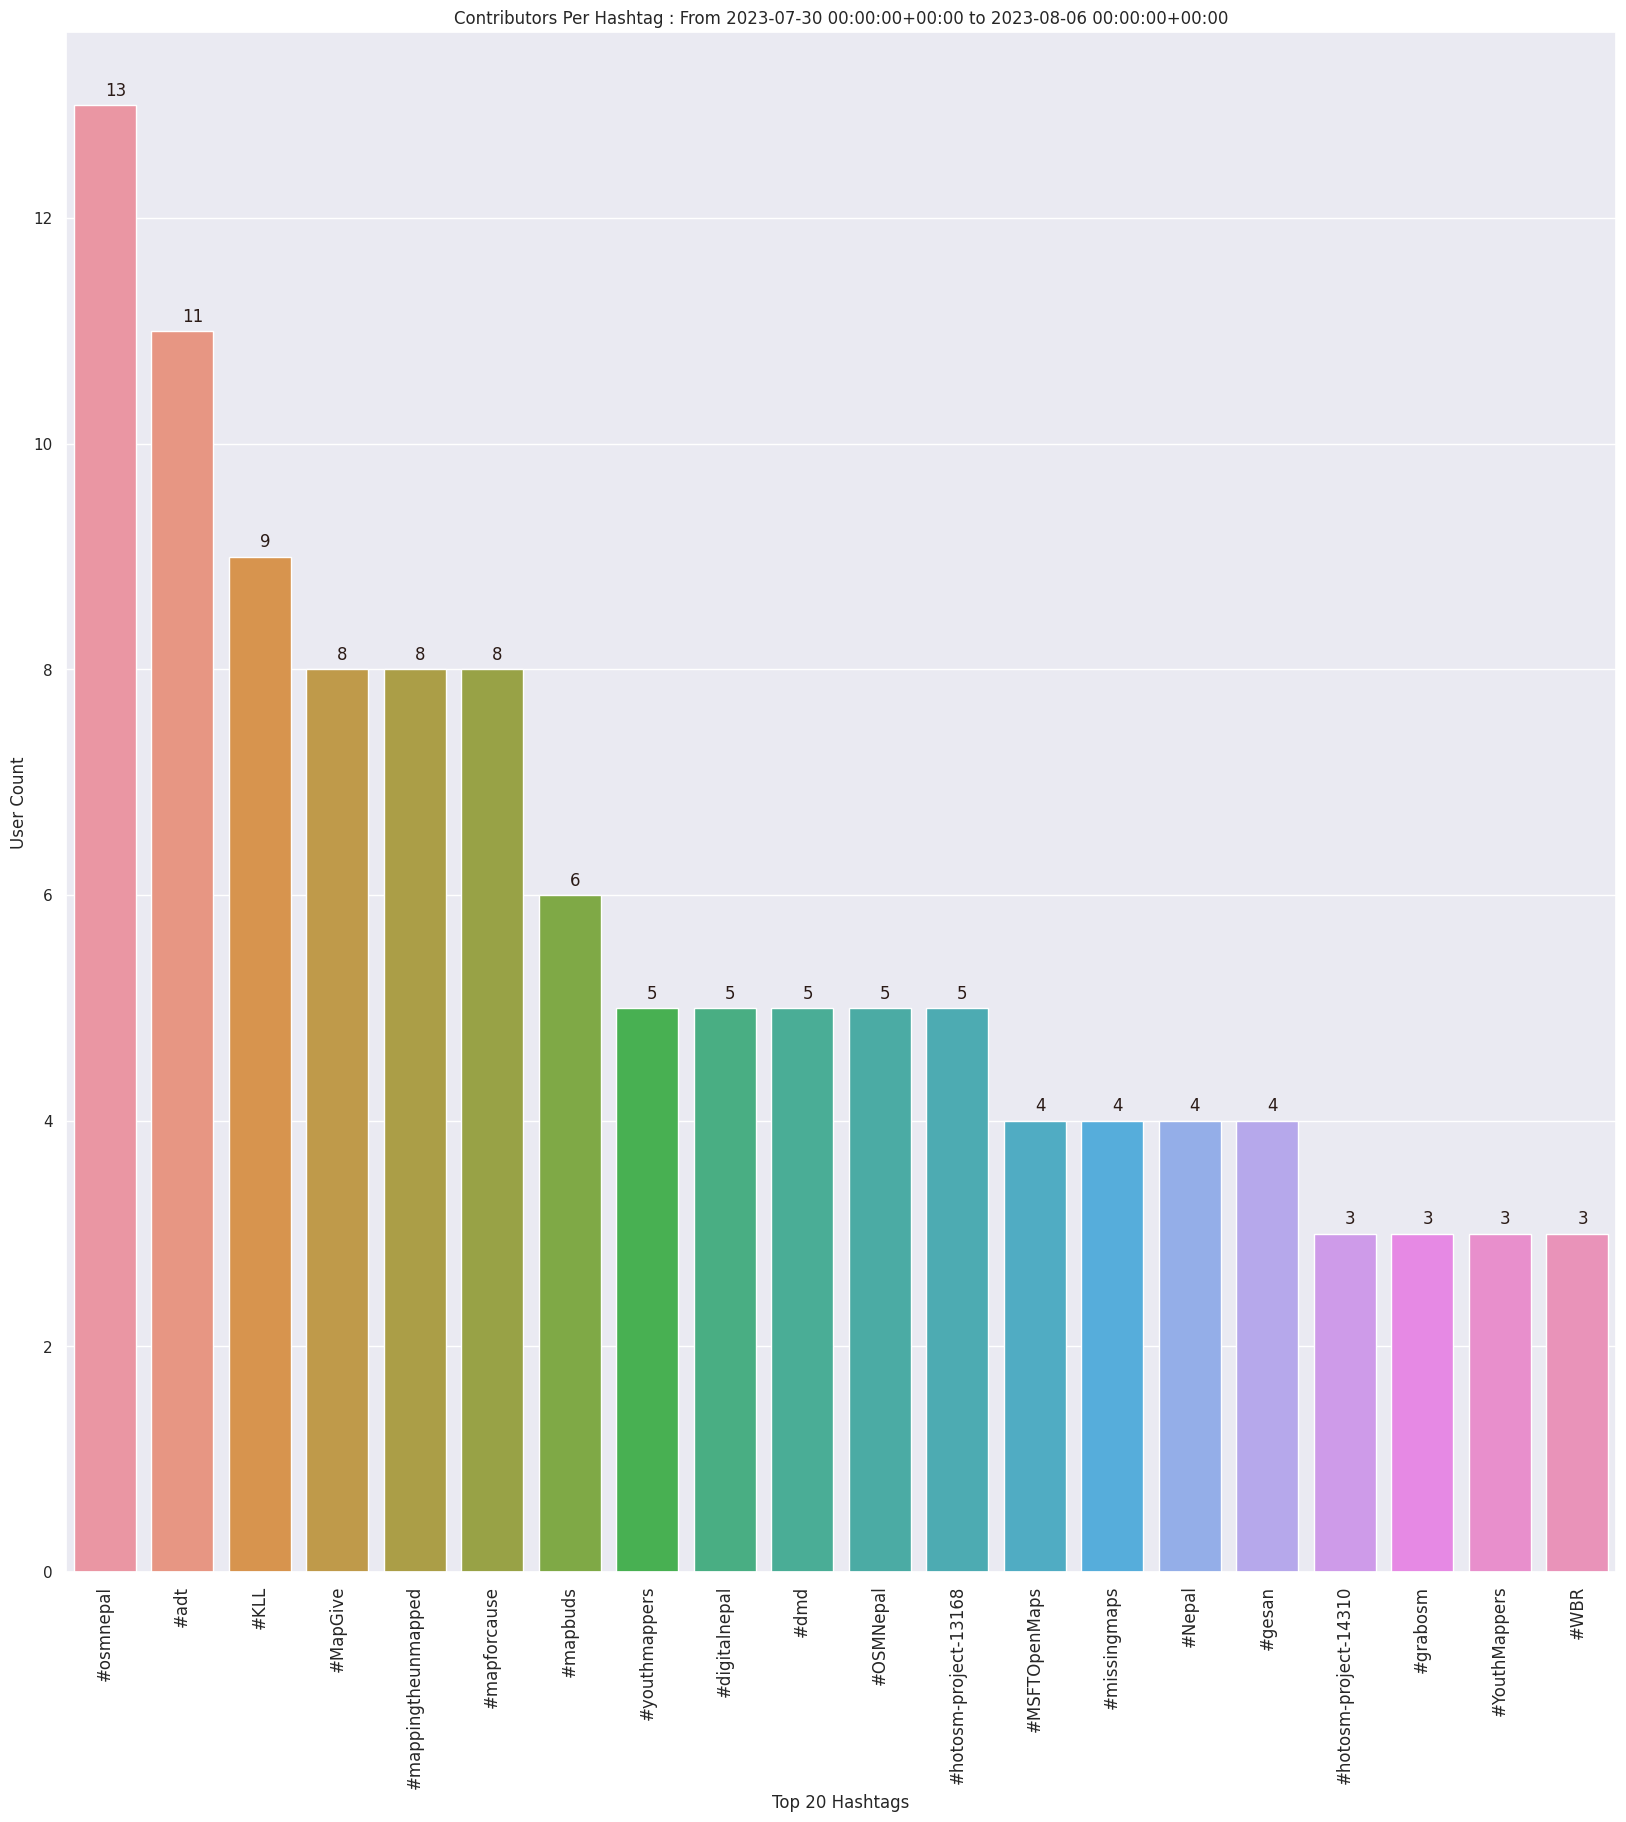 Contributors Per Hashtag : From 2023-07-30 00:00:00+00:00 to 2023-08-06 00:00:00+00:00
User Count
12
10
8
6
4
2
0
13
11
9
8
8
8
6
5
5
5
5
5
4
4
4
4
3
3
3
3
#osmnepal
#adt
#KLL
#MapGive
#mappingtheunmapped
#mapforcause
#mapbuds
#youthmappers
#digitalnepal
#dmd
#OSMNepal
#hotosm-project-13168
#MSFTOpenMaps
#missingmaps
#Nepal
#gesan
#hotosm-project-14310
#grabosm
#YouthMappers
#WBR
Top 20 Hashtags